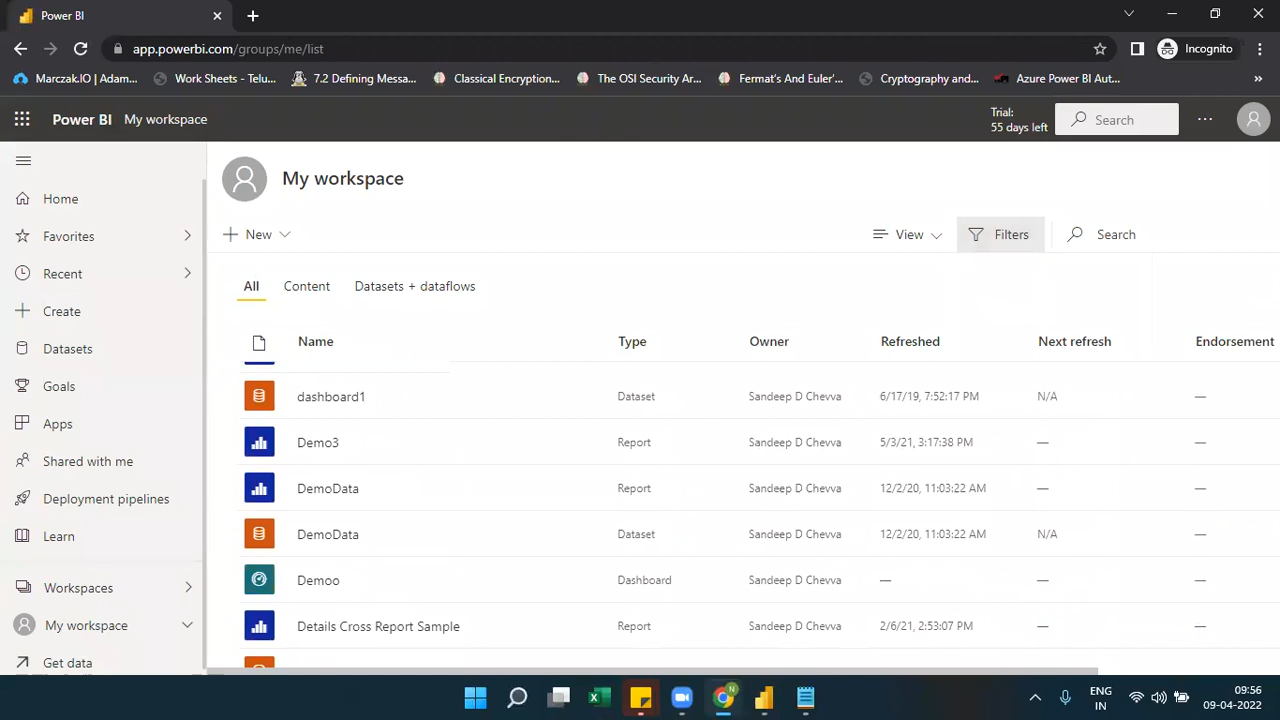 Power BI
app.powerbi.com/groups/me/list
Incognito
Marczak.IO | Adam...
Work Sheets - Telu...
7.2 Defining Messa...
Classical Encryption...
The OSI Security Ar...
Fermat's And Euler'...
Cryptography and...
Azure Power BI Aut...
»
Power BI My workspace
Trial:
55 days left
Search
My workspace
New
View
Filters
Search
All
Content
Datasets + dataflows
Home
Favorites
Recent
Create
Datasets
Goals
Apps
Shared with me
Deployment pipelines
Learn
Workspaces
My workspace
Get data
Name Type Owner Refreshed Next refresh Endorsement
dashboard1 Dataset Sandeep D Chevva 6/17/19, 7:52:17 PM N/A —
Demo3 Report Sandeep D Chevva 5/3/21, 3:17:38 PM — —
DemoData Report Sandeep D Chevva 12/2/20, 11:03:22 AM — —
DemoData Dataset Sandeep D Chevva 12/2/20, 11:03:22 AM N/A —
Demoo Dashboard Sandeep D Chevva — — —
Details Cross Report Sample Report Sandeep D Chevva 2/6/21, 2:53:07 PM — —
N
ENG
IN
09:56
09-04-2022